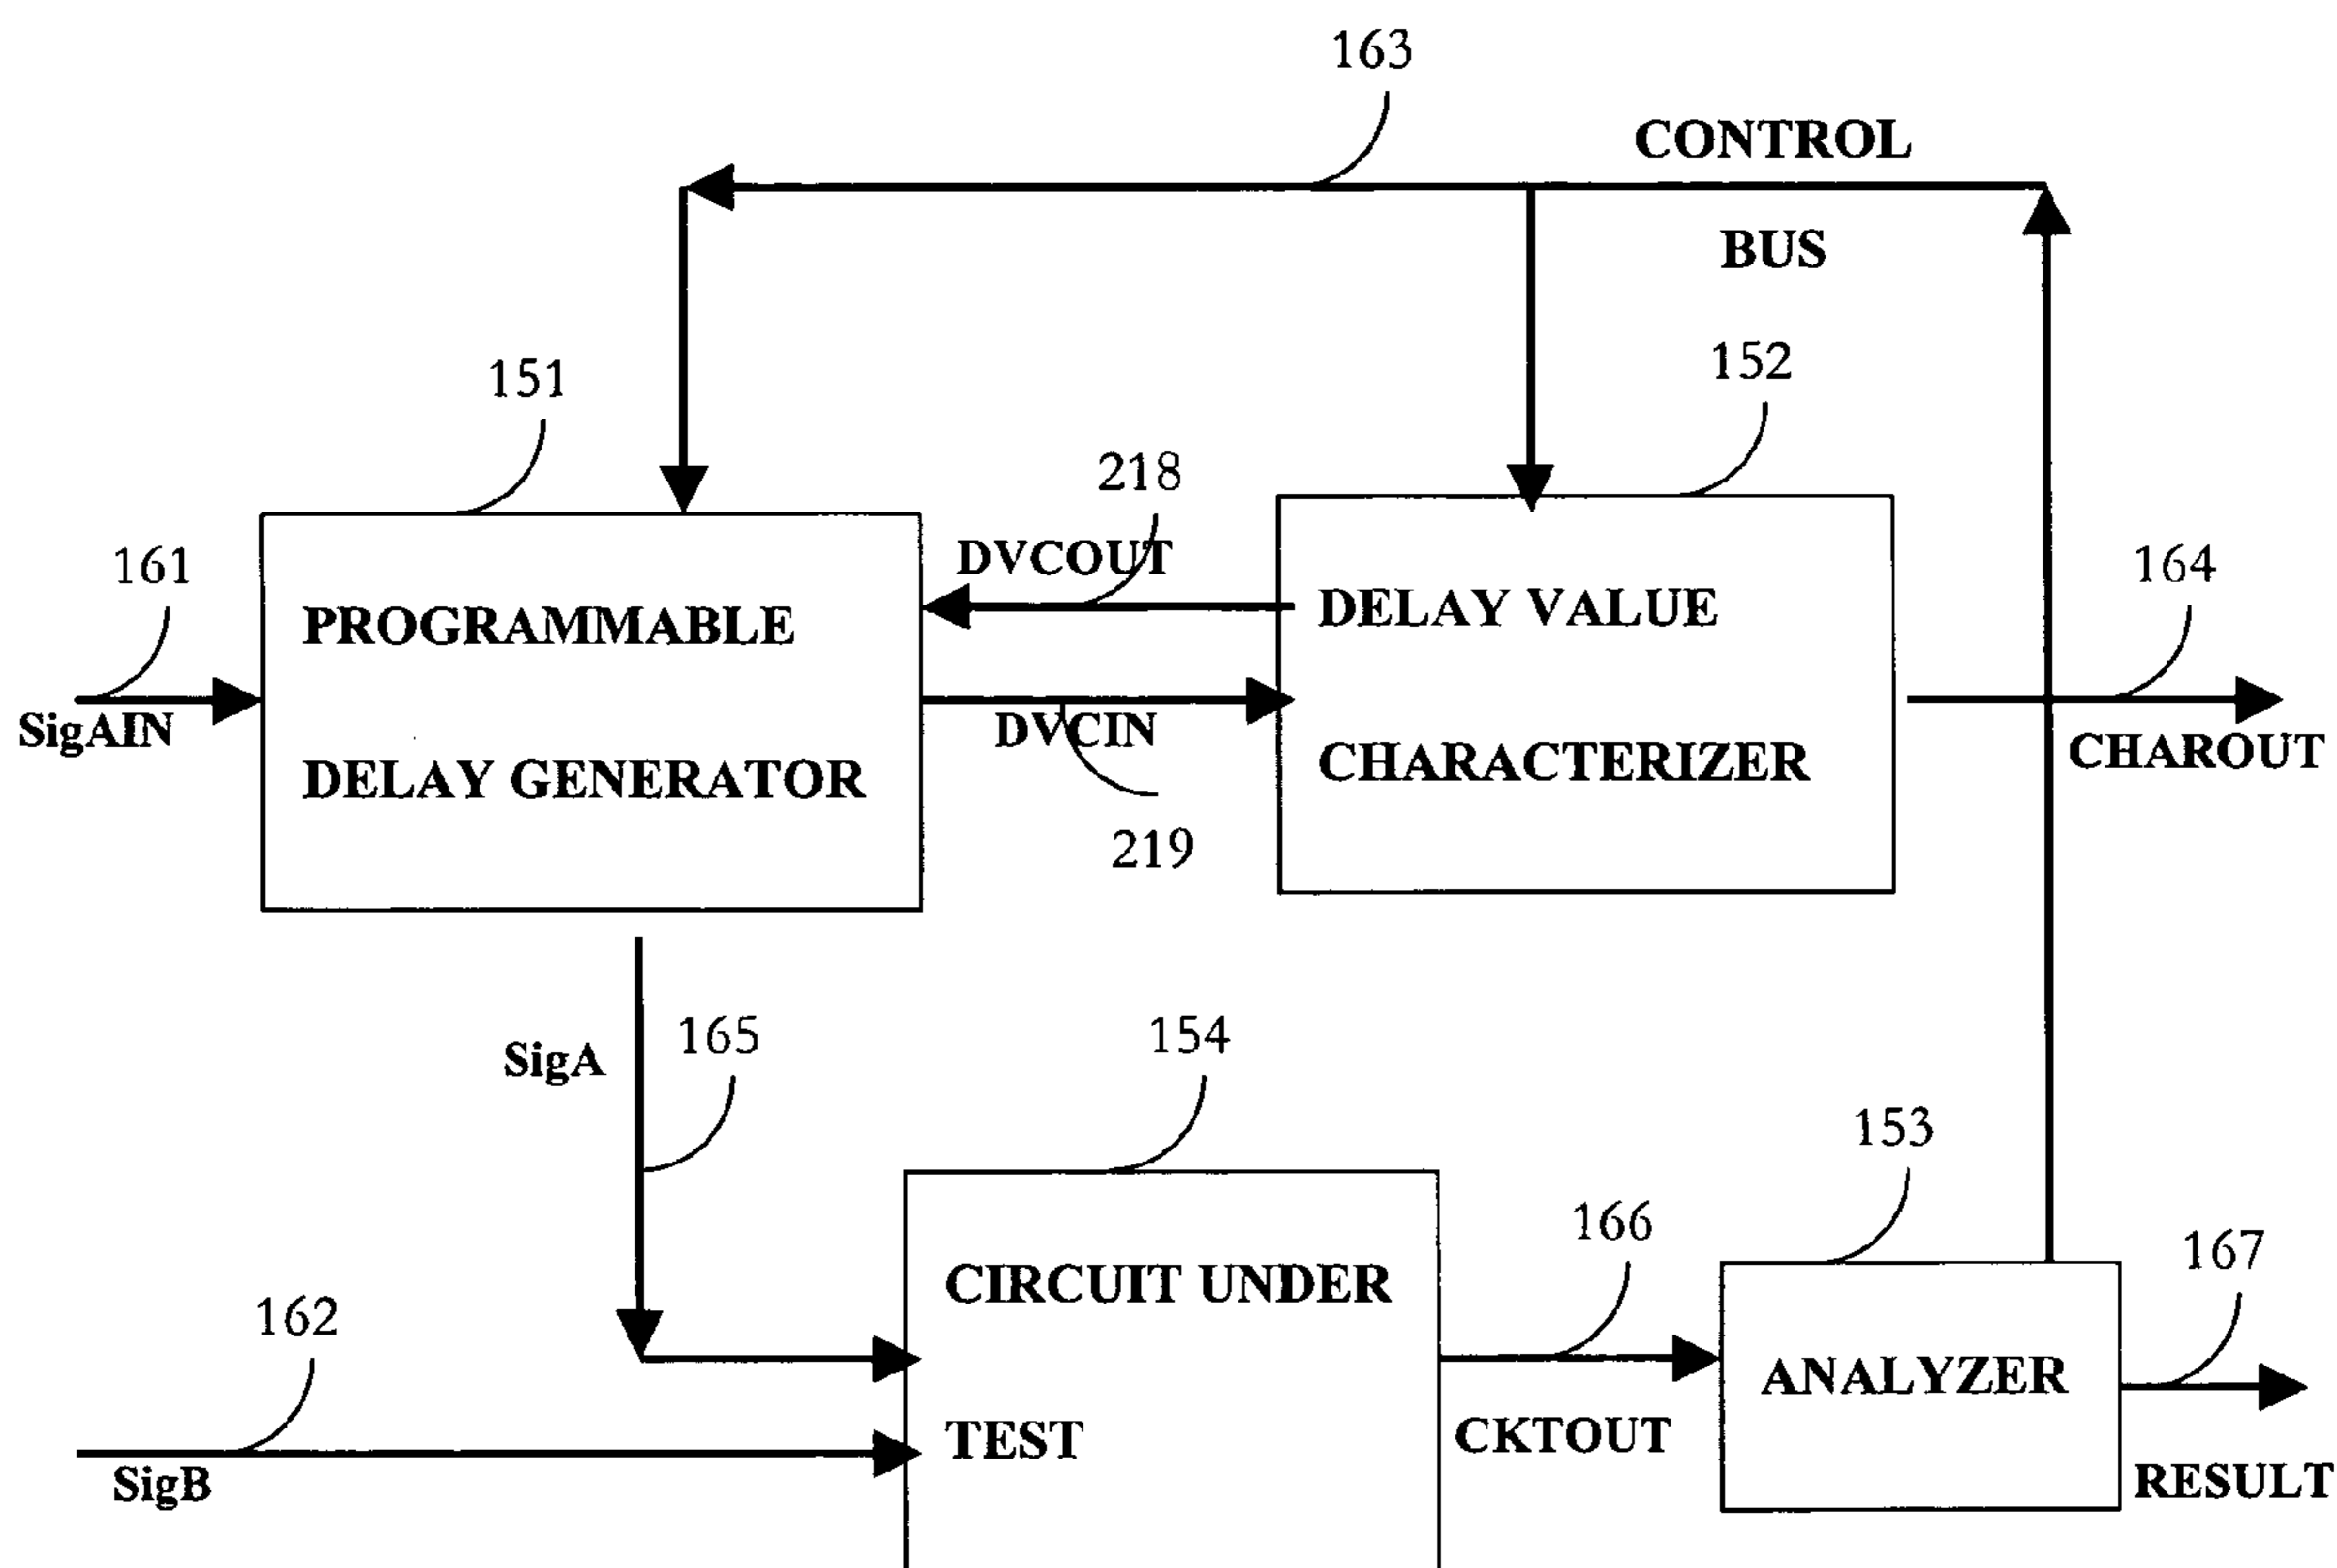 163
CONTROL
BUS
151
152
218
161
DVCOUT
164
PROGRAMMABLE
DELAY VALUE
SigAIN
DVCIN
CHAROUT
DELAY GENERATOR
CHARACTERIZER
219
SigA
165
154
153
166
167
162
CIRCUIT UNDER
ANALYZER
TEST
CKTOUT
SigB
RESULT